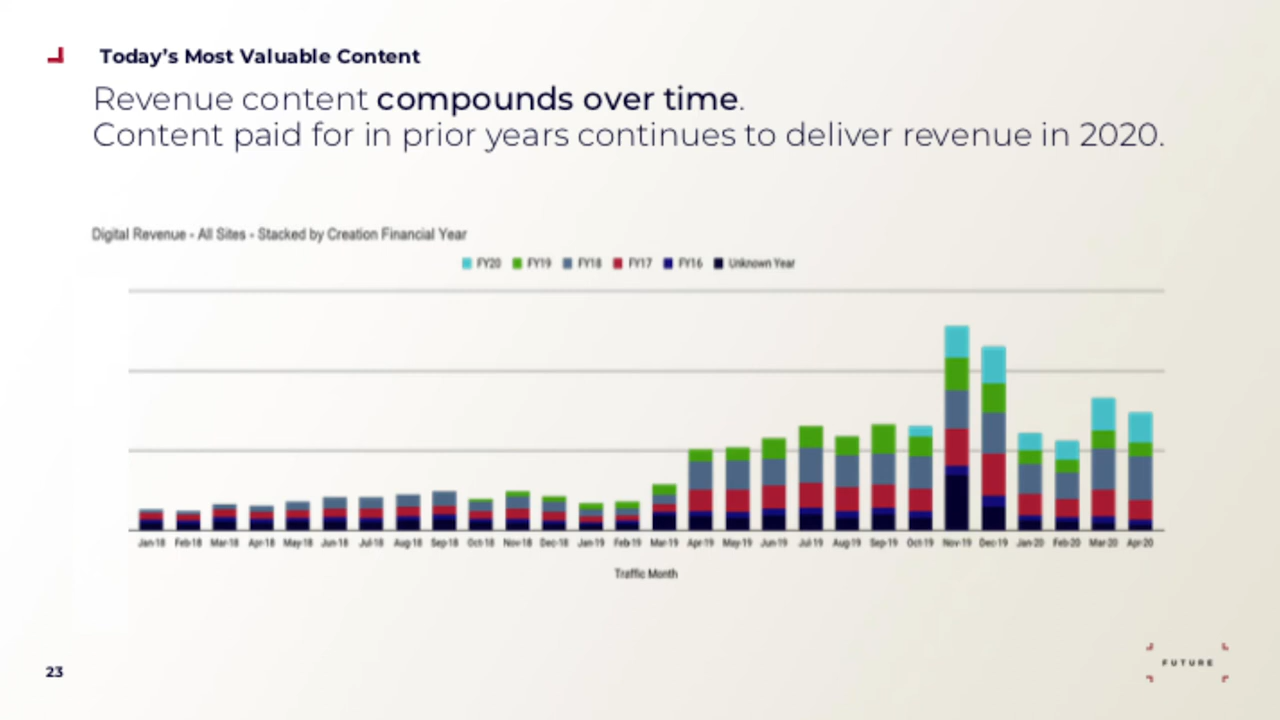 Today's Most Valuable Content
Revenue content compounds over time.
Content paid for in prior years continues to deliver revenue in 2020.
Digital Revenue - All Sites - Stacked by Creation Financial Year
FY20 FY19 FY18 FY17 FY16 Unknown Year
Jan-18 Feb-18 Mar-18 Apr-18 May-18 Jun-18 Jul-18 Aug-18 Sep-18 Oct-18 Nov-18 Dec-18 Jan-19 Feb-19 Mar-19 Apr-19 May-19 Jun-19 Jul-19 Aug-19 Sep-19 Oct-19 Nov-19 Dec-19 Jan-20 Feb-20 Mar-20 Apr-20
Traffic Month
23
FUTURE